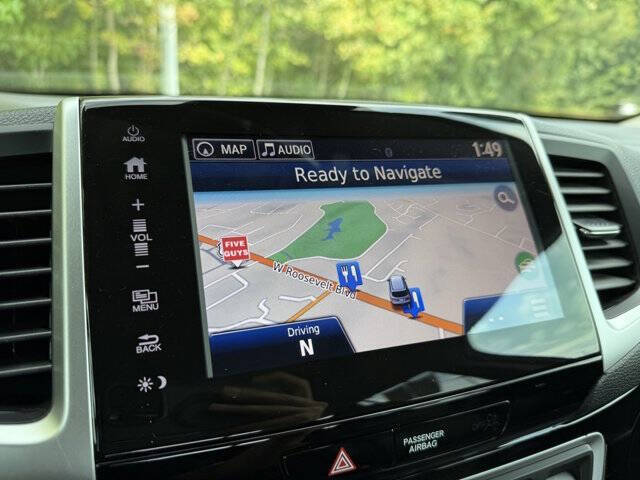 AUDIO
MAP
AUDIO
1:49
HOME
Ready to Navigate
VOL
FIVE
GUYS
W Roosevelt Blvd
MENU
Driving
N
BACK
PASSENGER
AIRBAG